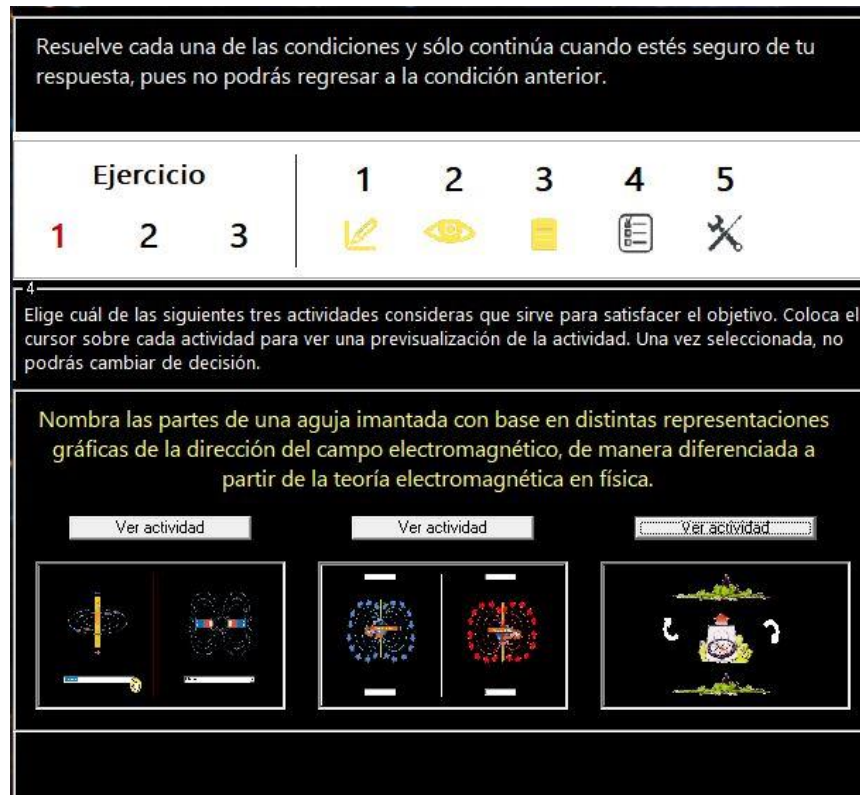 Resuelve cada una de las condiciones y sólo continúa cuando estés seguro de tu
respuesta, pues no podrás regresar a la condición anterior.
Ejercicio
1 2 3
1 2 3 4 5
4
Elige cuál de las siguientes tres actividades consideras que sirve para satisfacer el objetivo. Coloca el
cursor sobre cada actividad para ver una previsualización de la actividad. Una vez seleccionada, no
podrás cambiar de decisión.
Nombra las partes de una aguja imantada con base en distintas representaciones
gráficas de la dirección del campo electromagnético, de manera diferenciada a
partir de la teoría electromagnética en física.
Ver actividad Ver actividad Ver actividad